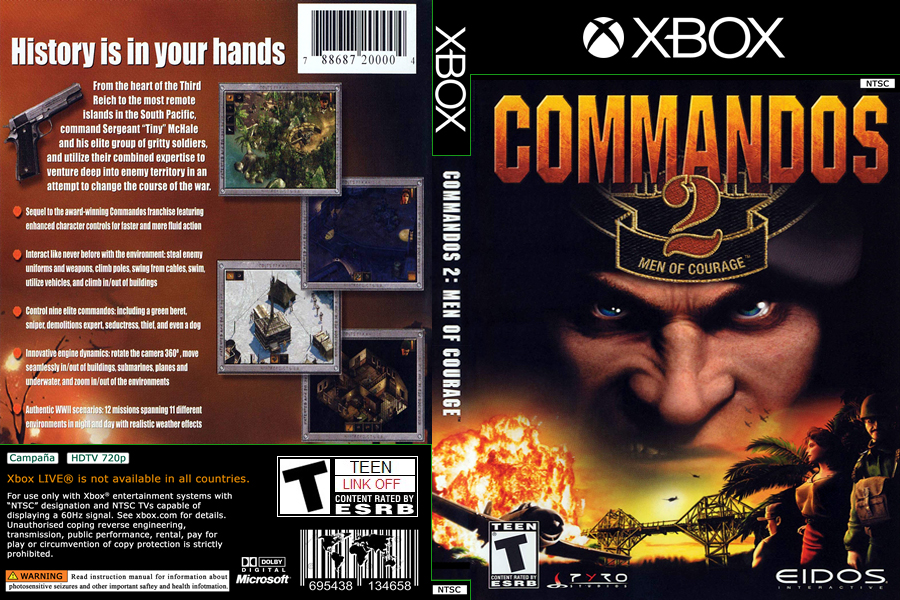 History is in your hands
7 88687 20000 4
From the heart of the Third
Reich to the most remote
Islands in the South Pacific,
command Sergeant "Tiny" McHale
and his elite group of gritty soldiers,
and utilize their combined expertise to
venture deep into enemy territory in an
attempt to change the course of the war.
Sequel to the award-winning Commandos franchise featuring
enhanced character controls for faster and more fluid action
Interact like never before with the environment: steal enemy
uniforms and weapons, climb poles, swing from cables, swim,
utilize vehicles, and climb in/out of buildings
Control nine elite commandos: including a green beret,
sniper, demolitions expert, seductress, thief, and even a dog
Innovative engine dynamics: rotate the camera 360º, move
seamlessly in/out of buildings, submarines, planes and
underwater, and zoom in/out of the environments
Authentic WWII scenarios: 12 missions spanning 11 different
environments in night and day with realistic weather effects
Campaña
HDTV 720p
Xbox LIVE® is not available in all countries.
For use only with Xbox® entertainment systems with
"NTSC" designation and NTSC TVs capable of
displaying a 60Hz signal. See xbox.com for details.
Unauthorised coping reverse engineering,
transmission, public performance, rental, pay for
play or circumvention of copy protection is strictly
prohibited.
WARNING Read instruction manual for information about
photosensitive seizures and other important saftey and health infotmation.
T
TEEN
LINK OFF
CONTENT RATED BY
ESRB
DOLBY
DIGITAL
Microsoft
695438 134658
XBOX
COMMANDOS 2: MEN OF COURAGE
NTSC
XBOX
NTSC
COMMANDOS
2
MEN OF COURAGE™
TEEN
T
CONTENT RATED BY
ESRB
PYRO
STUDIOS
EIDOS
INTERACTIVE